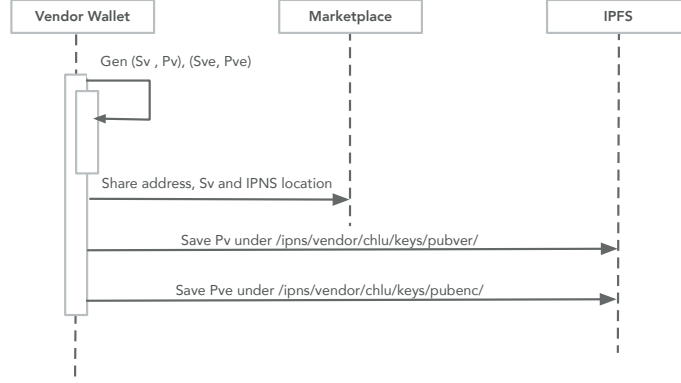 Vendor Wallet
Marketplace
IPFS
Gen (Sv , Pv), (Sve, Pve)
Share address, Sv and IPNS location
Save Pv under /ipns/vendor/chlu/keys/pubver/
Save Pve under /ipns/vendor/chlu/keys/pubenc/